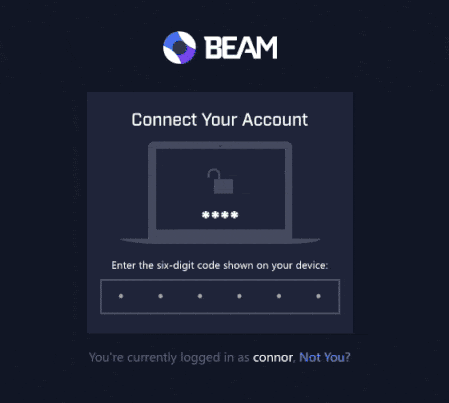 BEAM
Connect Your Account
****
Enter the six-digit code shown on your device:
You're currently logged in as connor, Not You?